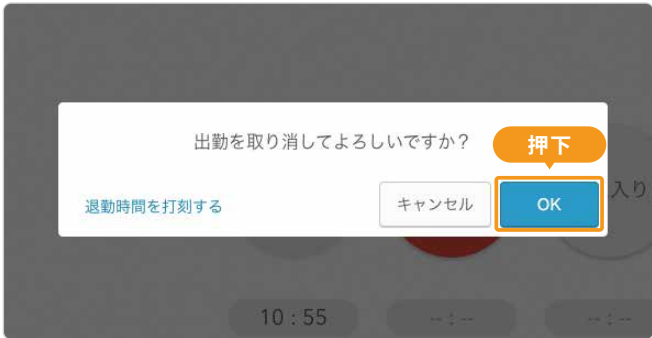 出勤を取り消してよろしいですか？
押下
退勤時間を打刻する
キャンセル
OK
入り
10：55
--：--
--：--